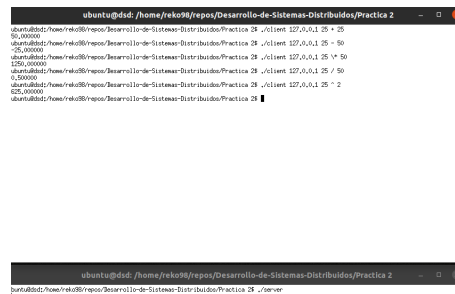 ubuntu@dsd: /home/reko98/repos/Desarrollo-de-Sistemas-Distribuidos/Practica 2
ubuntu@dsd:/home/reko98/repos/Desarrollo-de-Sistemas-Distribuidos/Practica 2$ ./client 127.0.0.1 25 + 25
50.000000
ubuntu@dsd:/home/reko98/repos/Desarrollo-de-Sistemas-Distribuidos/Practica 2$ ./client 127.0.0.1 25 - 50
-25.000000
ubuntu@dsd:/home/reko98/repos/Desarrollo-de-Sistemas-Distribuidos/Practica 2$ ./client 127.0.0.1 25 \* 50
1250.000000
ubuntu@dsd:/home/reko98/repos/Desarrollo-de-Sistemas-Distribuidos/Practica 2$ ./client 127.0.0.1 25 / 50
0.500000
ubuntu@dsd:/home/reko98/repos/Desarrollo-de-Sistemas-Distribuidos/Practica 2$ ./client 127.0.0.1 25 ^ 2
625.000000
ubuntu@dsd:/home/reko98/repos/Desarrollo-de-Sistemas-Distribuidos/Practica 2$
ubuntu@dsd: /home/reko98/repos/Desarrollo-de-Sistemas-Distribuidos/Practica 2
buntu@dsd:/home/reko98/repos/Desarrollo-de-Sistemas-Distribuidos/Practica 2$ ./server